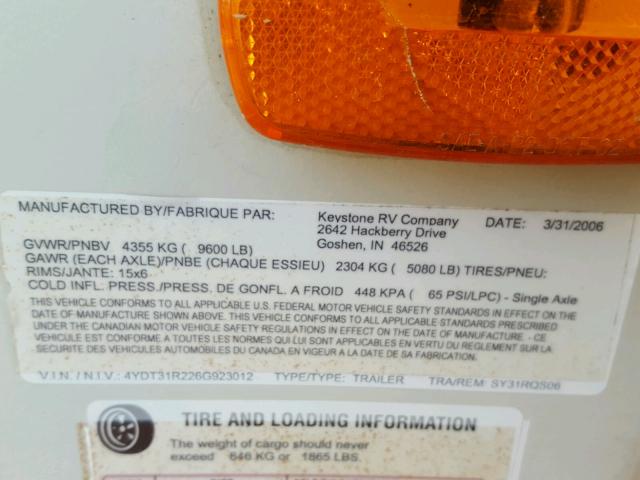 MANUFACTURED BY/FABRIQUE PAR: Keystone RV Company DATE: 3/31/2006
2642 Hackberry Drive
GVWR/PNBV 4355 KG ( 9600 LB) Goshen, IN 46526
GAWR (EACH AXLE)/PNBE (CHAQUE ESSIEU) 2304 KG ( 5080 LB) TIRES/PNEU:
RIMS/JANTE: 15x6
COLD INFL. PRESS./PRESS. DE GONFL. A FROID 448 KPA ( 65 PSI/LPC) - Single Axle
THIS VEHICLE CONFORMS TO ALL APPLICABLE U.S. FEDERAL MOTOR VEHICLE SAFETY STANDARDS IN EFFECT ON THE
DATE OF MANUFACTURE SHOWN ABOVE. THIS VEHICLE CONFORMS TO ALL APPLICABLE STANDARDS PRESCRIBED
UNDER THE CANADIAN MOTOR VEHICLE SAFETY REGULATIONS IN EFFECT ON THE DATE OF MANUFACTURE. - CE
VEHICULE EST CONFORME A TOUTES LES NORMES QUI LUI SONT APPLICABLES EN VERTU DU REGLEMENT SUR LA
SECURITE DES VEHICULES AUTOMOBILES DU CANADA EN VIGEUR A LA DATE DE SA FABRICATION.
V.I.N. / N.I.V.: 4YDT31R226G923012 TYPE/TYPE: TRAILER TRA/REM: SY31RQS06
TIRE AND LOADING INFORMATION
The weight of cargo should never
exceed 846 KG or 1865 LBS.